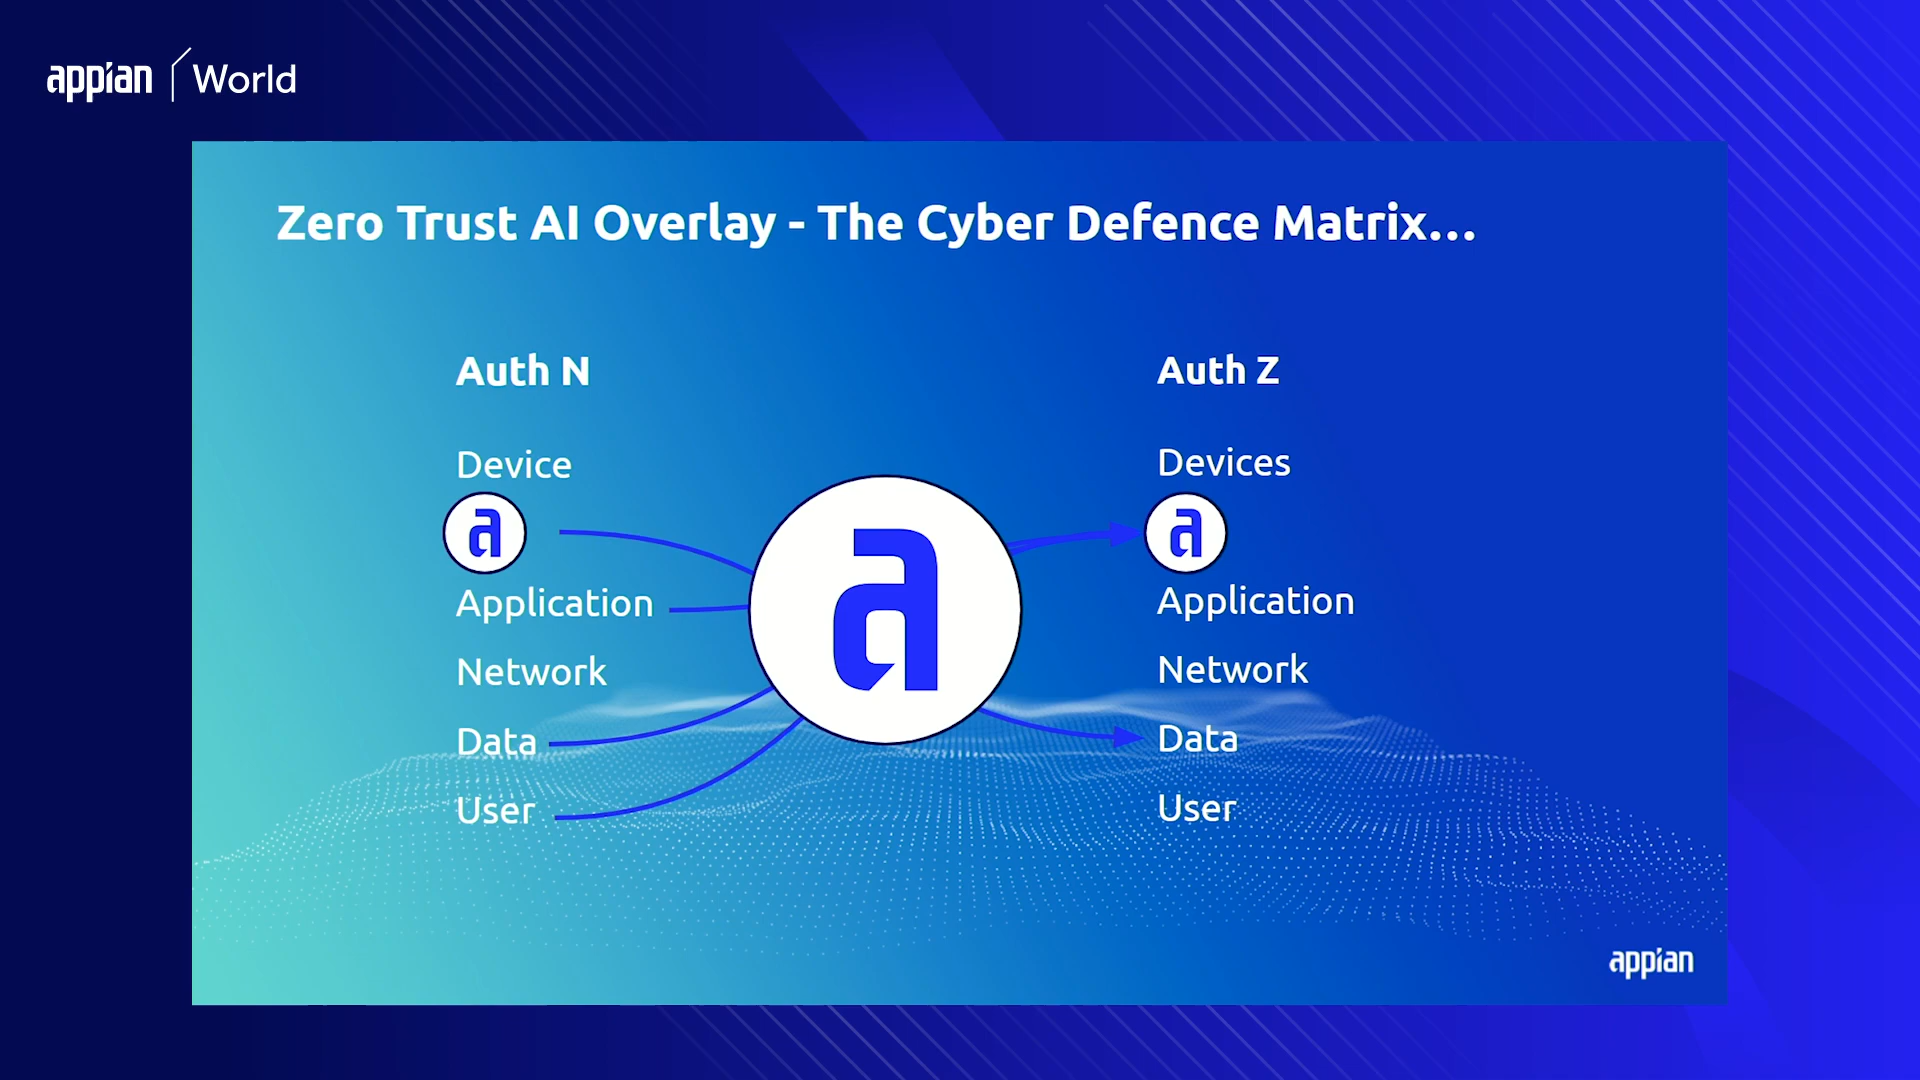 appian World
Zero Trust AI Overlay - The Cyber Defence Matrix...
Auth N
Device
a
Application
Network
Data
User
a
Auth Z
Devices
a
Application
Network
Data
User
appian